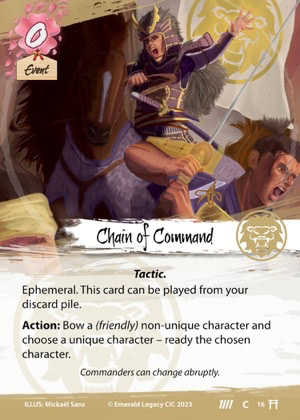 0
Event
Chain of Command
Tactic.
Ephemeral. This card can be played from your
discard pile.
Action: Bow a (friendly) non-unique character and
choose a unique character – ready the chosen
character.
Commanders can change abruptly.
ILLUS: Mickaël Sans
© Emerald Legacy CIC 2023
C
16